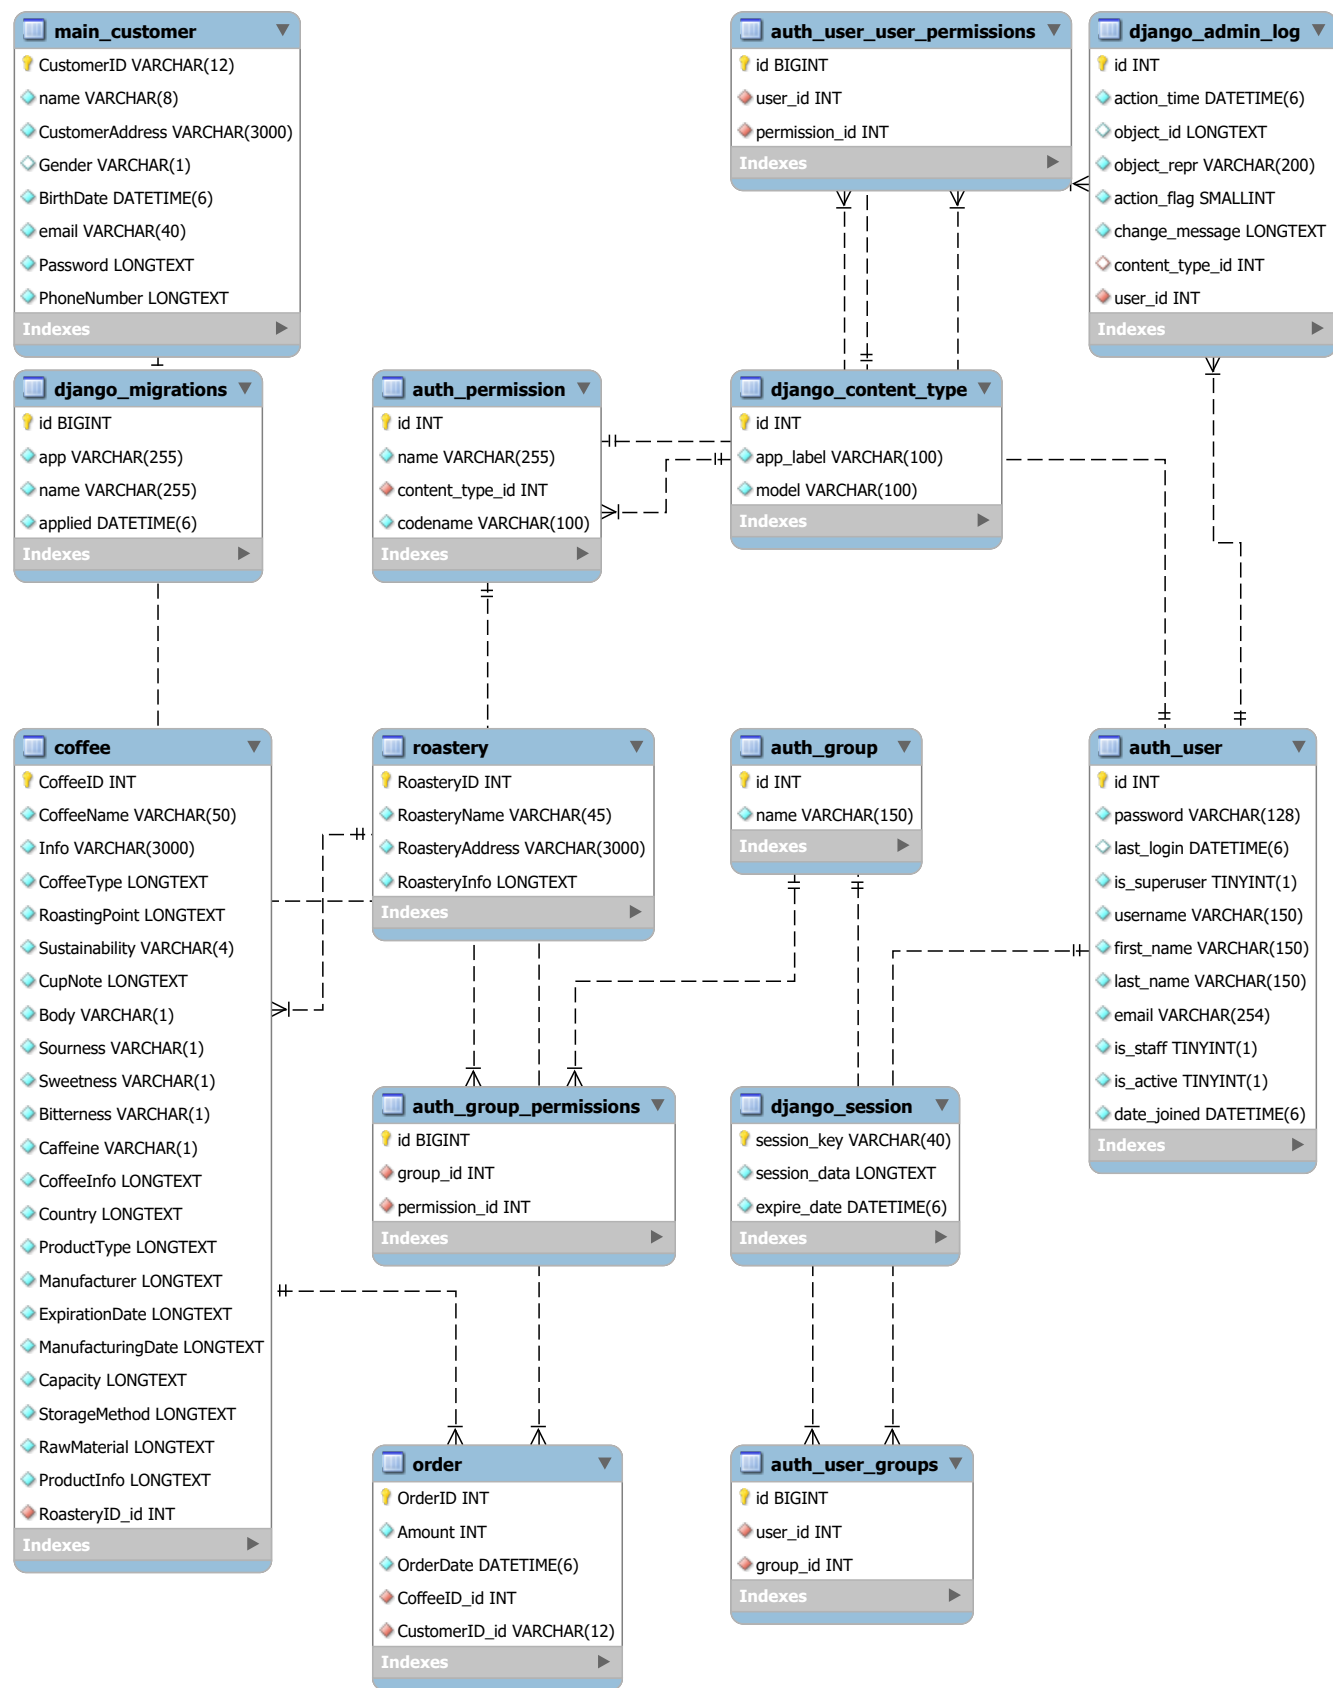 main_customer
CustomerID VARCHAR(12)
name VARCHAR(8)
CustomerAddress VARCHAR(3000)
Gender VARCHAR(1)
BirthDate DATETIME(6)
email VARCHAR(40)
Password LONGTEXT
PhoneNumber LONGTEXT
Indexes
auth_user_user_permissions
id BIGINT
user_id INT
permission_id INT
Indexes
django_admin_log
id INT
action_time DATETIME(6)
object_id LONGTEXT
object_repr VARCHAR(200)
action_flag SMALLINT
change_message LONGTEXT
content_type_id INT
user_id INT
Indexes
django_migrations
id BIGINT
app VARCHAR(255)
name VARCHAR(255)
applied DATETIME(6)
Indexes
auth_permission
id INT
name VARCHAR(255)
content_type_id INT
codename VARCHAR(100)
Indexes
django_content_type
id INT
app_label VARCHAR(100)
model VARCHAR(100)
Indexes
coffee
CoffeeID INT
CoffeeName VARCHAR(50)
Info VARCHAR(3000)
CoffeeType LONGTEXT
RoastingPoint LONGTEXT
Sustainability VARCHAR(4)
CupNote LONGTEXT
Body VARCHAR(1)
Sourness VARCHAR(1)
Sweetness VARCHAR(1)
Bitterness VARCHAR(1)
Caffeine VARCHAR(1)
CoffeeInfo LONGTEXT
Country LONGTEXT
ProductType LONGTEXT
Manufacturer LONGTEXT
ExpirationDate LONGTEXT
ManufacturingDate LONGTEXT
Capacity LONGTEXT
StorageMethod LONGTEXT
RawMaterial LONGTEXT
ProductInfo LONGTEXT
RoasteryID_id INT
Indexes
roastery
RoasteryID INT
RoasteryName VARCHAR(45)
RoasteryAddress VARCHAR(3000)
RoasteryInfo LONGTEXT
Indexes
auth_group
id INT
name VARCHAR(150)
Indexes
auth_user
id INT
password VARCHAR(128)
last_login DATETIME(6)
is_superuser TINYINT(1)
username VARCHAR(150)
first_name VARCHAR(150)
last_name VARCHAR(150)
email VARCHAR(254)
is_staff TINYINT(1)
is_active TINYINT(1)
date_joined DATETIME(6)
Indexes
auth_group_permissions
id BIGINT
group_id INT
permission_id INT
Indexes
django_session
session_key VARCHAR(40)
session_data LONGTEXT
expire_date DATETIME(6)
Indexes
order
OrderID INT
Amount INT
OrderDate DATETIME(6)
CoffeeID_id INT
CustomerID_id VARCHAR(12)
Indexes
auth_user_groups
id BIGINT
user_id INT
group_id INT
Indexes